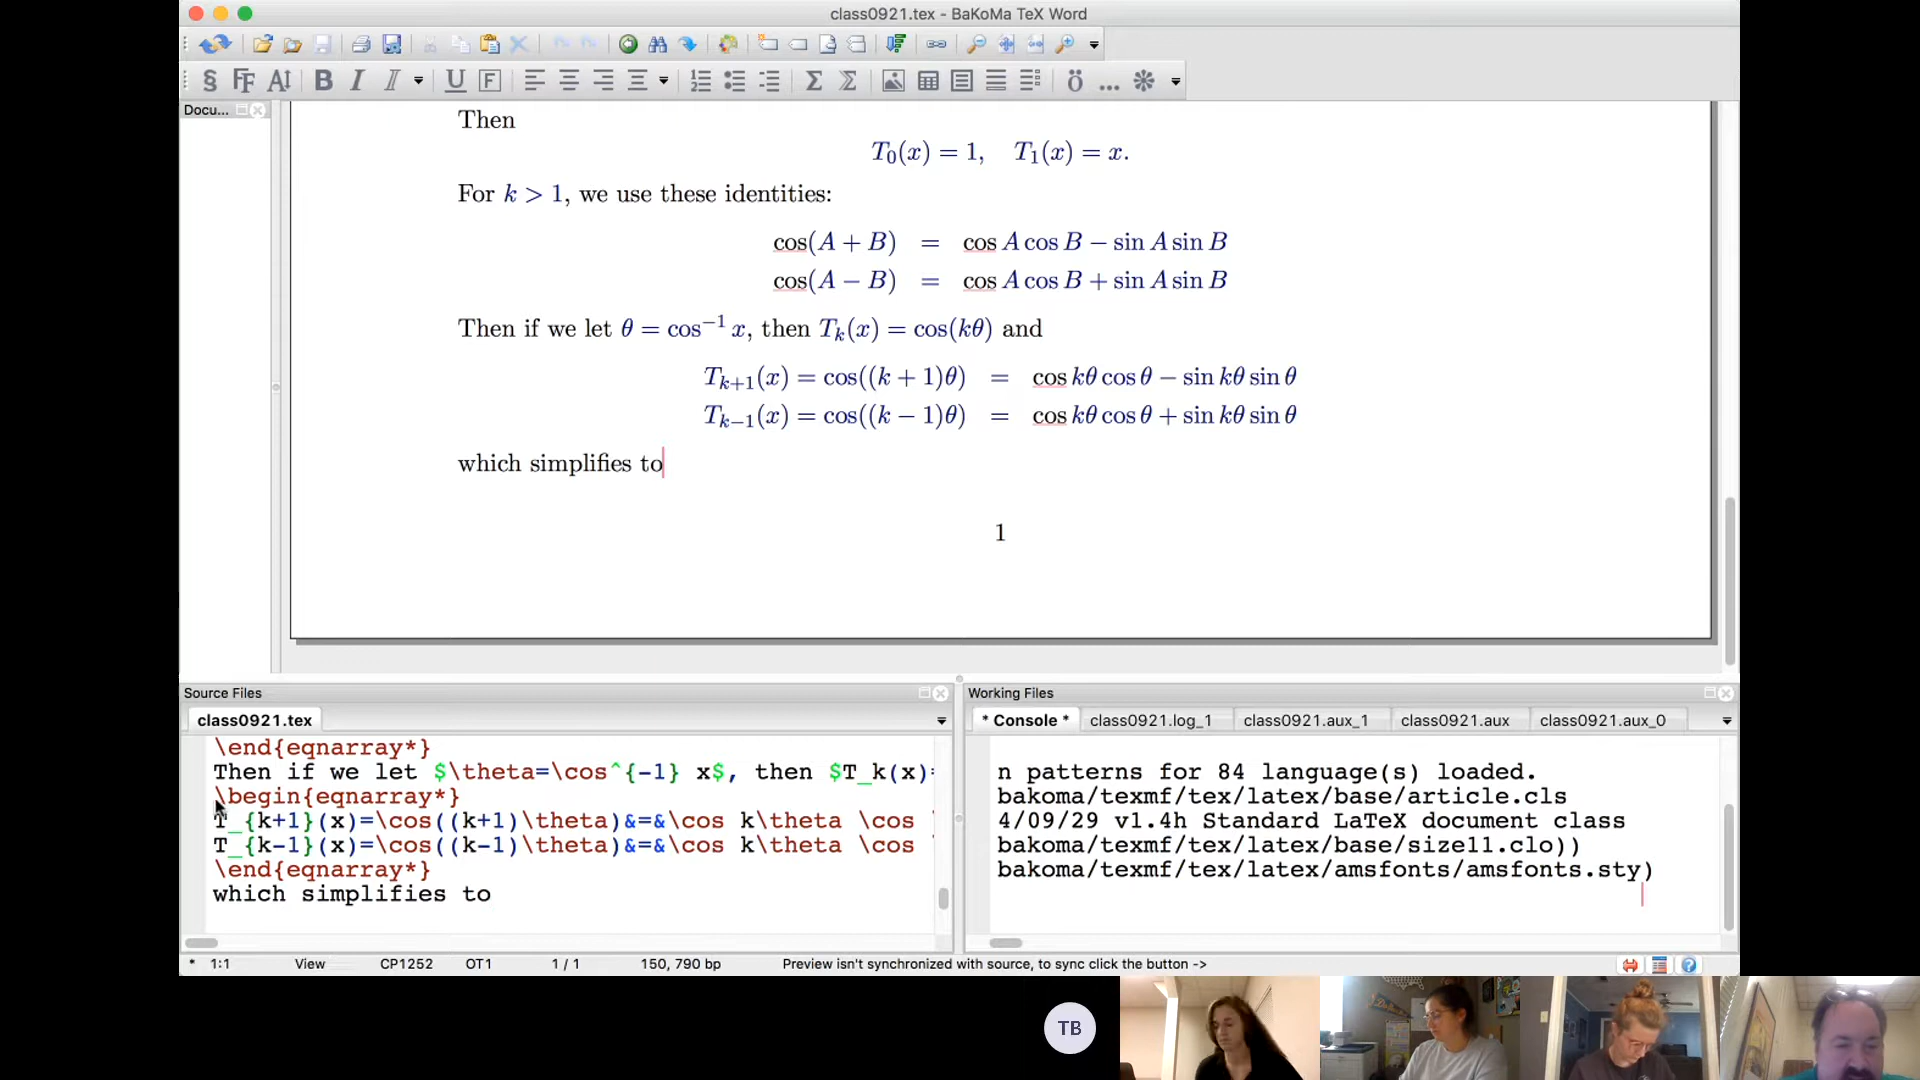 class0921.tex - BaKoMa TeX Word
Docu...
Then
T₀(x) = 1, T₁(x) = x.
For k > 1, we use these identities:
cos(A + B) = cos A cos B − sin A sin B
cos(A − B) = cos A cos B + sin A sin B
Then if we let θ = cos⁻¹ x, then Tₖ(x) = cos(kθ) and
Tₖ₊₁(x) = cos((k + 1)θ) = cos kθ cos θ − sin kθ sin θ
Tₖ₋₁(x) = cos((k − 1)θ) = cos kθ cos θ + sin kθ sin θ
which simplifies to
1
Source Files
class0921.tex
\end{eqnarray*}
Then if we let $\theta=\cos^{-1} x$, then $T_k(x)=
\begin{eqnarray*}
T_{k+1}(x)=\cos((k+1)\theta)&=&\cos k\theta \cos \
T_{k-1}(x)=\cos((k-1)\theta)&=&\cos k\theta \cos \
\end{eqnarray*}
which simplifies to
Working Files
* Console * class0921.log_1 class0921.aux_1 class0921.aux class0921.aux_0
n patterns for 84 language(s) loaded.
bakoma/texmf/tex/latex/base/article.cls
4/09/29 v1.4h Standard LaTeX document class
bakoma/texmf/tex/latex/base/size11.clo))
bakoma/texmf/tex/latex/amsfonts/amsfonts.sty)
* 1:1 View CP1252 OT1 1 / 1 150, 790 bp Preview isn't synchronized with source, to sync click the button ->
TB